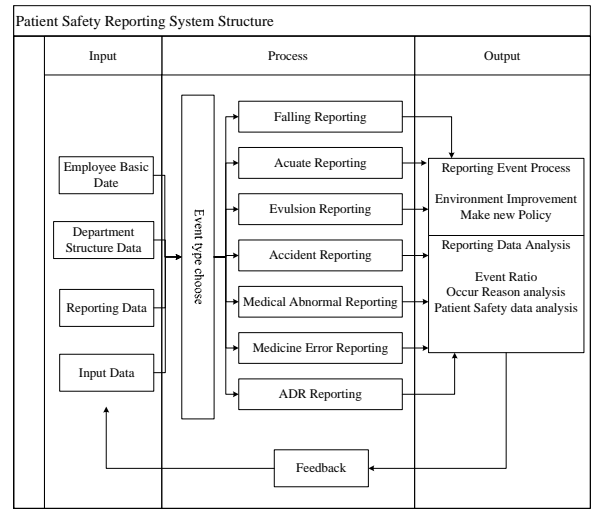 Patient Safety Reporting System Structure
Input
Process
Output
Employee Basic
Date
Department
Structure Data
Reporting Data
Input Data
Event type choose
Falling Reporting
Acuate Reporting
Evulsion Reporting
Accident Reporting
Medical Abnormal Reporting
Medicine Error Reporting
ADR Reporting
Reporting Event Process
Environment Improvement
Make new Policy
Reporting Data Analysis
Event Ratio
Occur Reason analysis
Patient Safety data analysis
Feedback